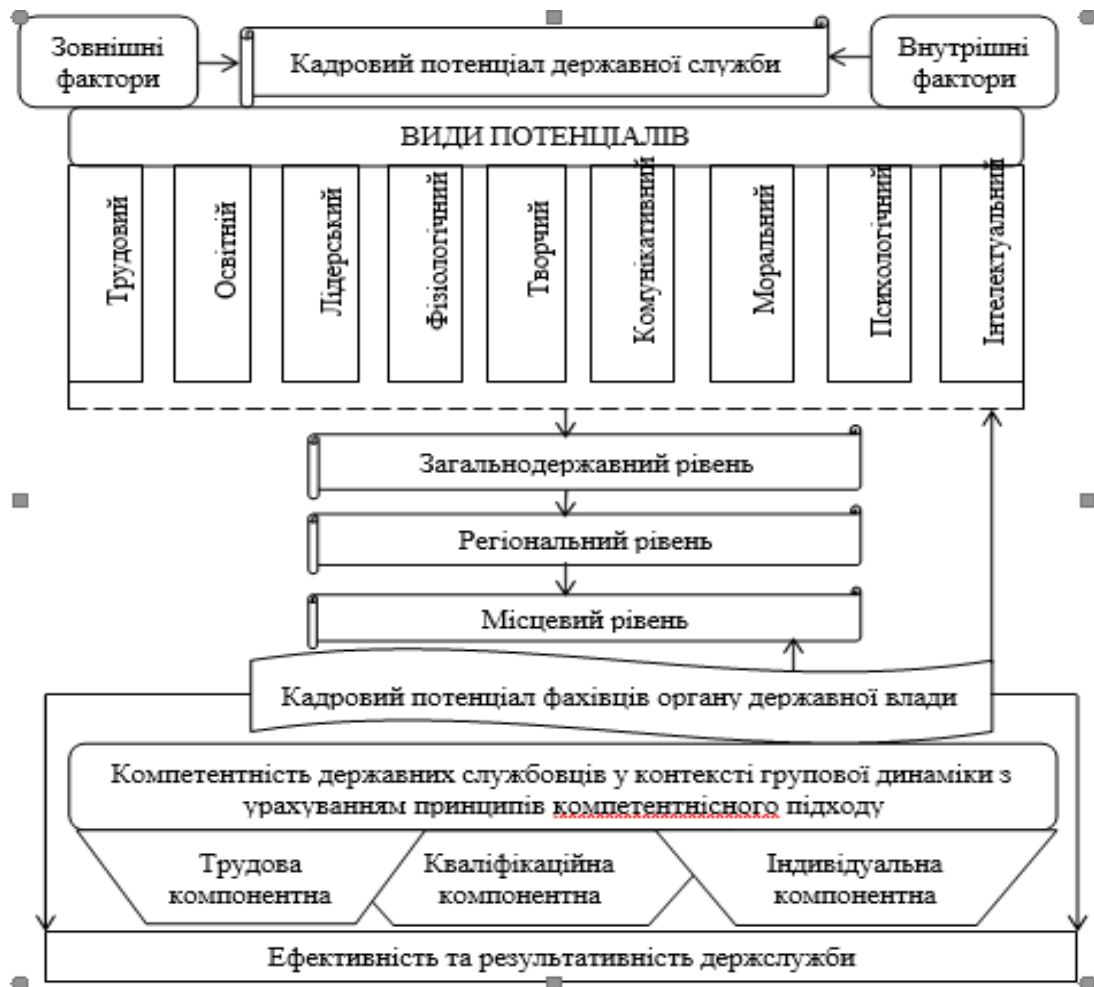 Зовнішні
фактори
Кадровий потенціал державної служби
Внутрішні
фактори
ВИДИ ПОТЕНЦІАЛІВ
Трудовий
Освітній
Лідерський
Фізіологічний
Творчий
Комунікативний
Моральний
Психологічний
Інтелектуальний
Загальнодержавний рівень
Регіональний рівень
Місцевий рівень
Кадровий потенціал фахівців органу державної влади
Компетентність державних службовців у контексті групової динаміки з
урахуванням принципів компетентнісного підходу
Трудова
компонентна
Кваліфікаційна
компонентна
Індивідуальна
компонентна
Ефективність та результативність держслужби